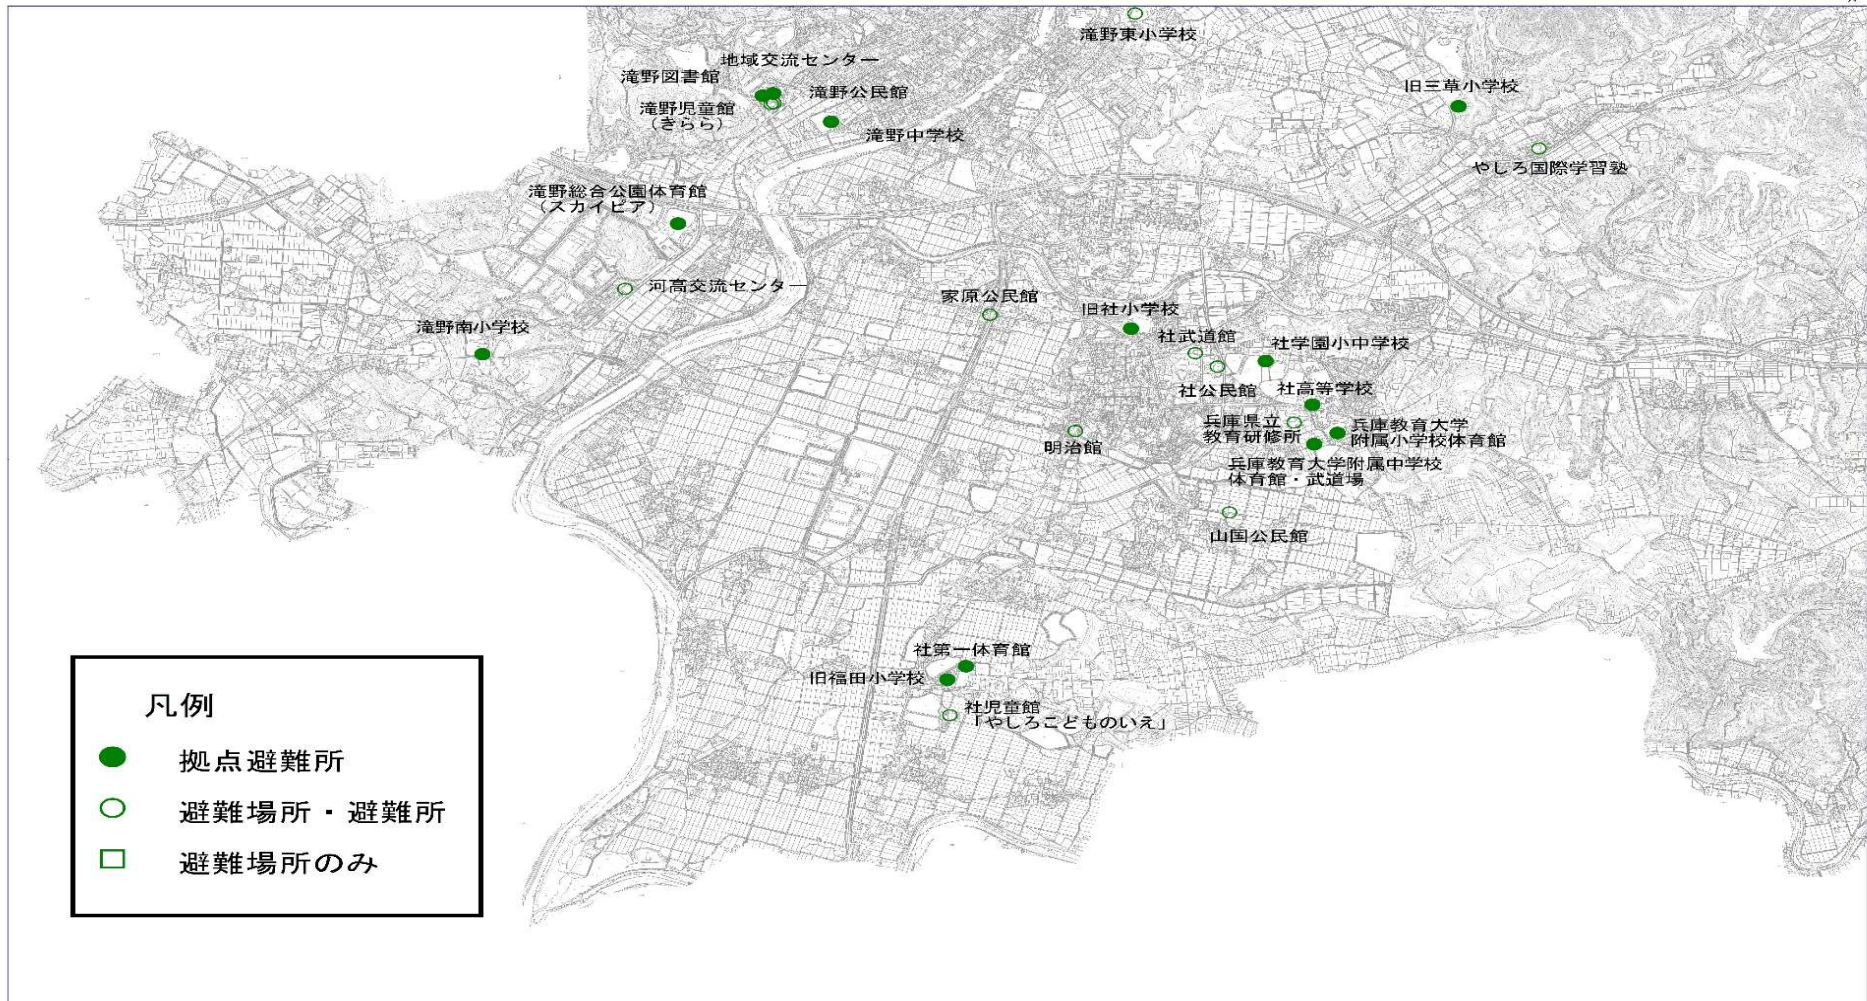 滝野東小学校
地域交流センター
滝野図書館
滝野公民館
滝野児童館
（きらら）
滝野中学校
旧三草小学校
やしろ国際学習塾
滝野総合公園体育館
（スカイピア）
河高交流センター
滝野南小学校
家原公民館
旧社小学校
社武道館
社学園小中学校
社公民館
社高等学校
兵庫県立
教育研修所
兵庫教育大学
附属小学校体育館
明治館
兵庫教育大学附属中学校
体育館・武道場
山国公民館
社第一体育館
旧福田小学校
社児童館
「やしろこどものいえ」
凡例
拠点避難所
避難場所・避難所
避難場所のみ